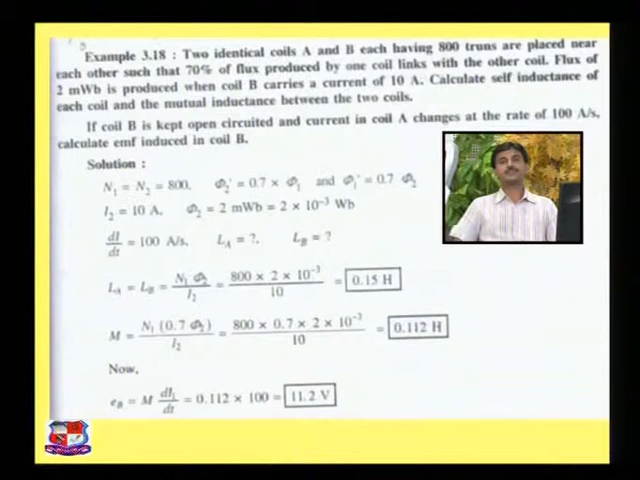 Example 3.18 : Two identical coils A and B each having 800 truns are placed near
each other such that 70% of flux produced by one coil links with the other coil. Flux of
2 mWb is produced when coil B carries a current of 10 A. Calculate self inductance of
each coil and the mutual inductance between the two coils.
If coil B is kept open circuited and current in coil A changes at the rate of 100 A/s,
calculate emf induced in coil B.
Solution :
N₁ = N₂ = 800, Φ₂' = 0.7 × Φ₁ and Φ₁' = 0.7 Φ₂
I₂ = 10 A, Φ₂ = 2 mWb = 2 × 10⁻³ Wb
dI/dt = 100 A/s, L_A = ?, L_B = ?
L_A = L_B = N₁ Φ₂ / I₂ = 800 × 2 × 10⁻³ / 10 = 0.15 H
M = N₁ (0.7 Φ₂) / I₂ = 800 × 0.7 × 2 × 10⁻³ / 10 = 0.112 H
Now,
e_B = M dI₁/dt = 0.112 × 100 = 11.2 V